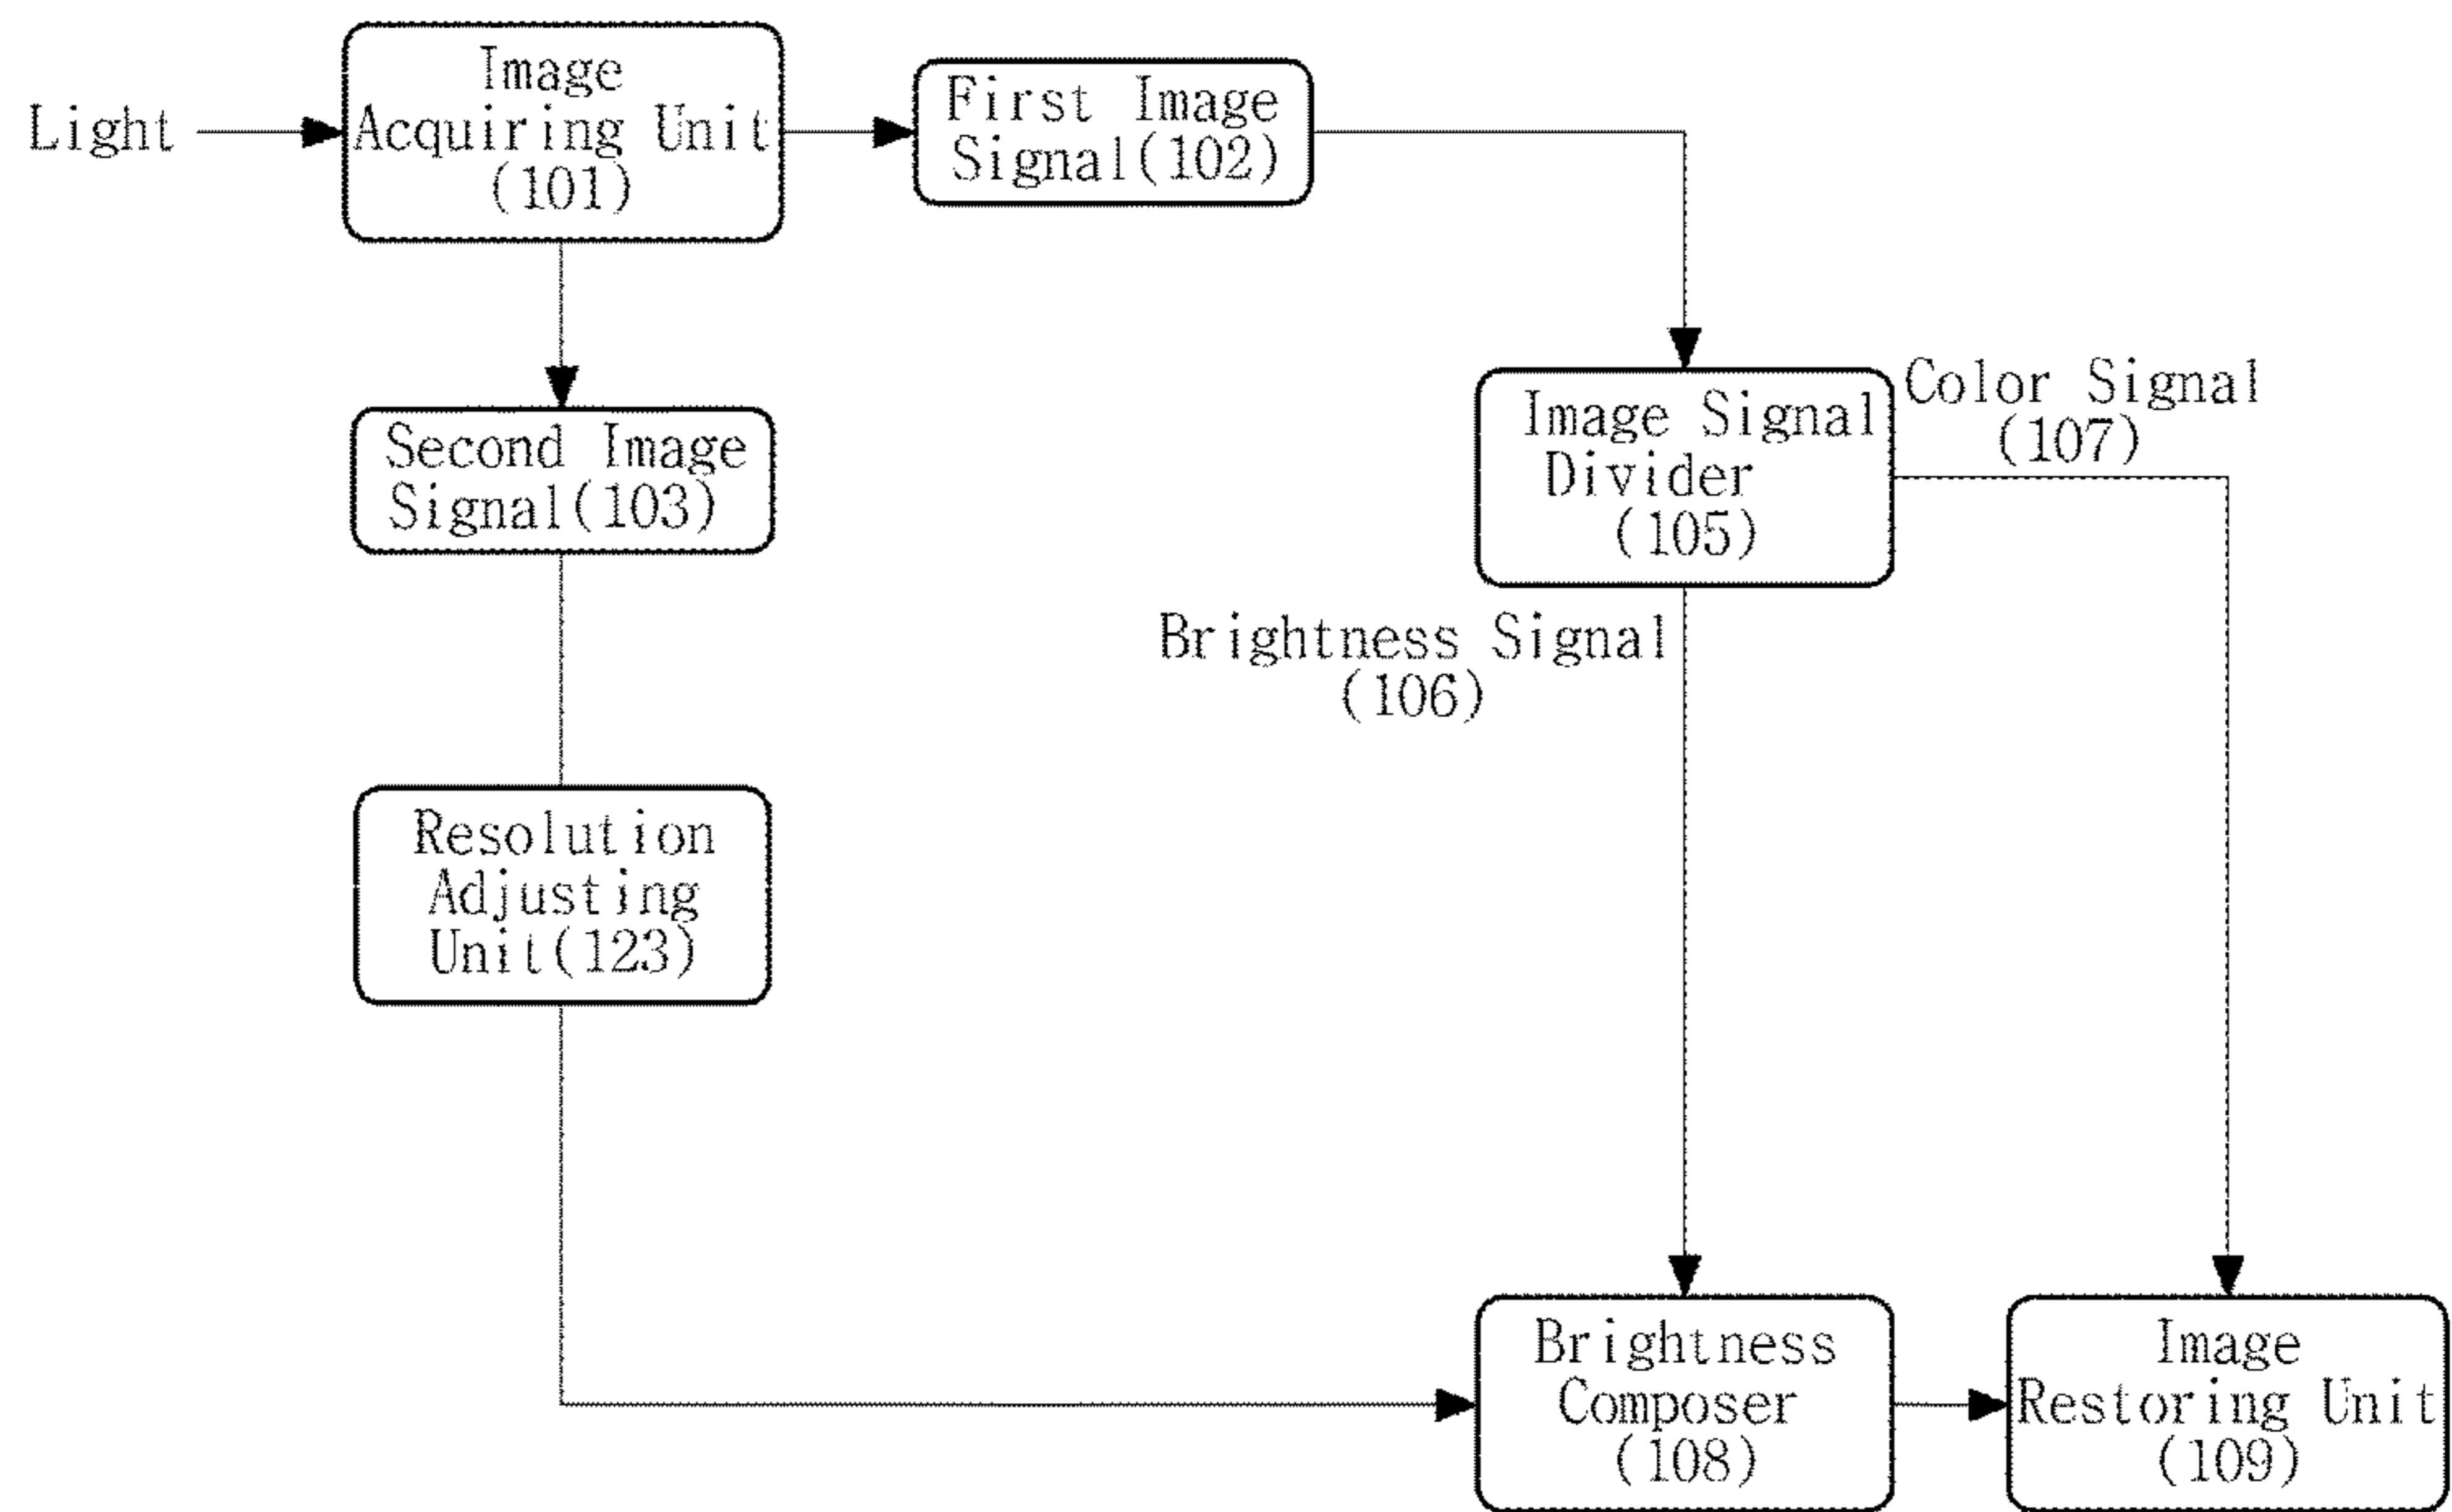 Light
Image
Acquiring Unit
(101)
First Image
Signal(102)
Second Image
Signal(103)
Image Signal
Divider
(105)
Color Signal
(107)
Brightness Signal
(106)
Resolution
Adjusting
Unit(123)
Brightness
Composer
(108)
Image
Restoring Unit
(109)